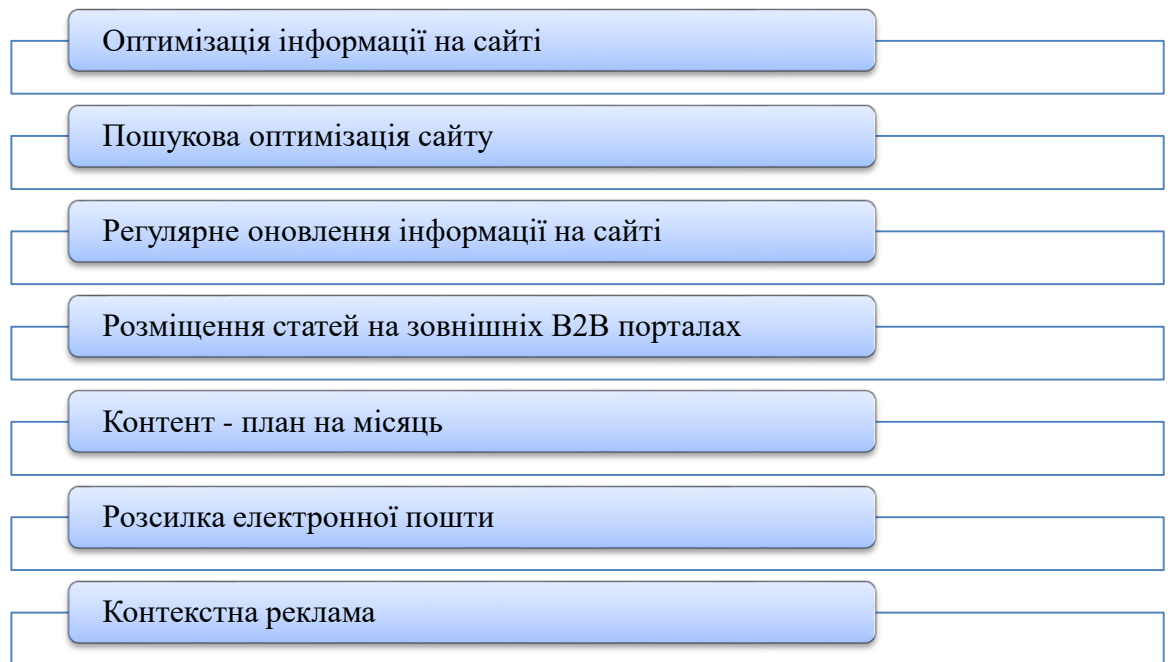 Оптимізація інформації на сайті
Пошукова оптимізація сайту
Регулярне оновлення інформації на сайті
Розміщення статей на зовнішніх B2B порталах
Контент - план на місяць
Розсилка електронної пошти
Контекстна реклама